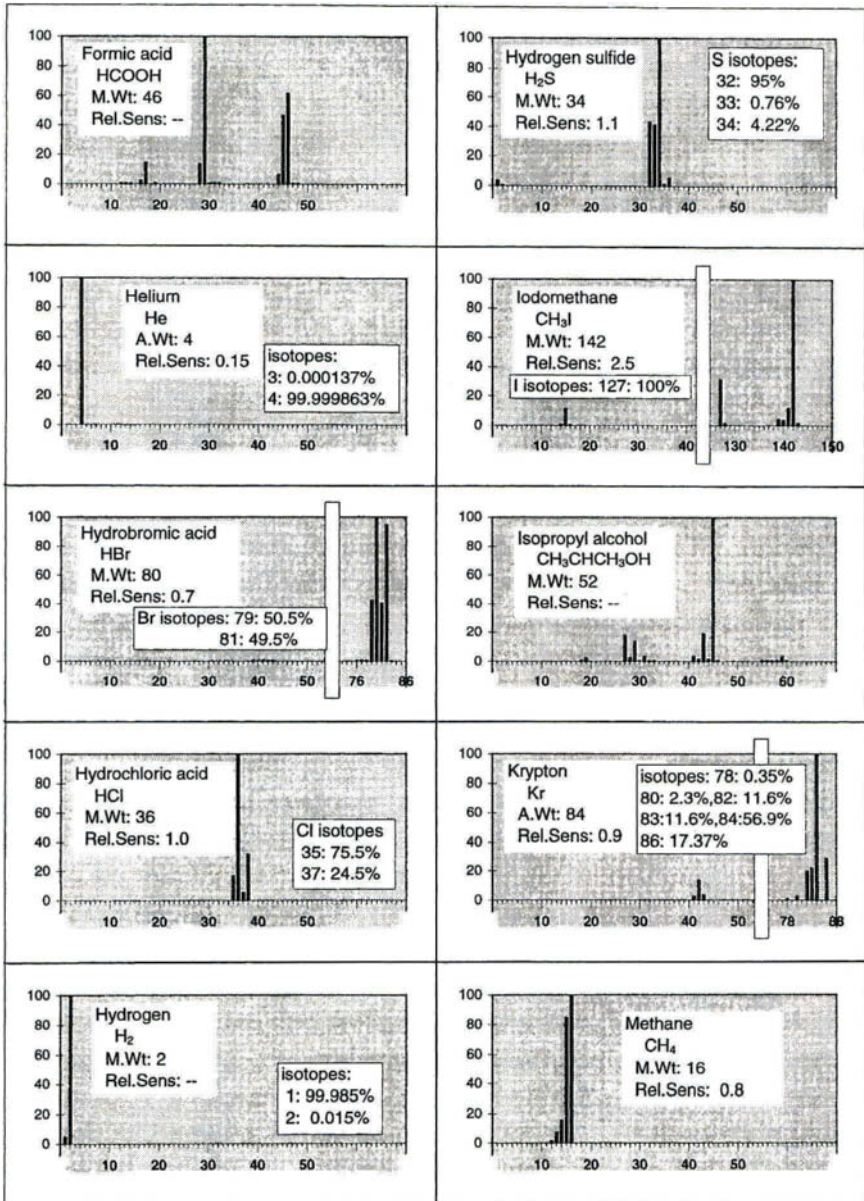 Formic acid
HCOOH
M.Wt: 46
Rel.Sens: --
100
80
60
40
20
0
10 20 30 40 50
Hydrogen sulfide
H₂S
M.Wt: 34
Rel.Sens: 1.1
S isotopes:
32: 95%
33: 0.76%
34: 4.22%
100
80
60
40
20
0
10 20 30 50
Helium
He
A.Wt: 4
Rel.Sens: 0.15
isotopes:
3: 0.000137%
4: 99.999863%
100
80
60
40
20
0
10 20 30 40 50
Iodomethane
CH₃I
M.Wt: 142
Rel.Sens: 2.5
I isotopes: 127: 100%
100
80
60
40
20
0
10 20 30 40 130 150
Hydrobromic acid
HBr
M.Wt: 80
Rel.Sens: 0.7
Br isotopes: 79: 50.5%
81: 49.5%
100
80
60
40
20
0
10 20 30 40 50 86
Isopropyl alcohol
CH₃CHCH₃OH
M.Wt: 52
Rel.Sens: --
100
80
60
40
20
0
10 20 30 40 60
Hydrochloric acid
HCl
M.Wt: 36
Rel.Sens: 1.0
Cl isotopes
35: 75.5%
37: 24.5%
100
80
60
40
20
0
10 20 30 40 50
Krypton
Kr
A.Wt: 84
Rel.Sens: 0.9
isotopes: 78: 0.35%
80: 2.3%,82: 11.6%
83:11.6%,84:56.9%
86: 17.37%
100
80
60
40
20
0
10 20 30 40 50 78 88
Hydrogen
H₂
M.Wt: 2
Rel.Sens: --
isotopes:
1: 99.985%
2: 0.015%
100
80
60
40
20
0
10 20 30 40 50
Methane
CH₄
M.Wt: 16
Rel.Sens: 0.8
100
80
60
40
20
0
10 20 30 40 50